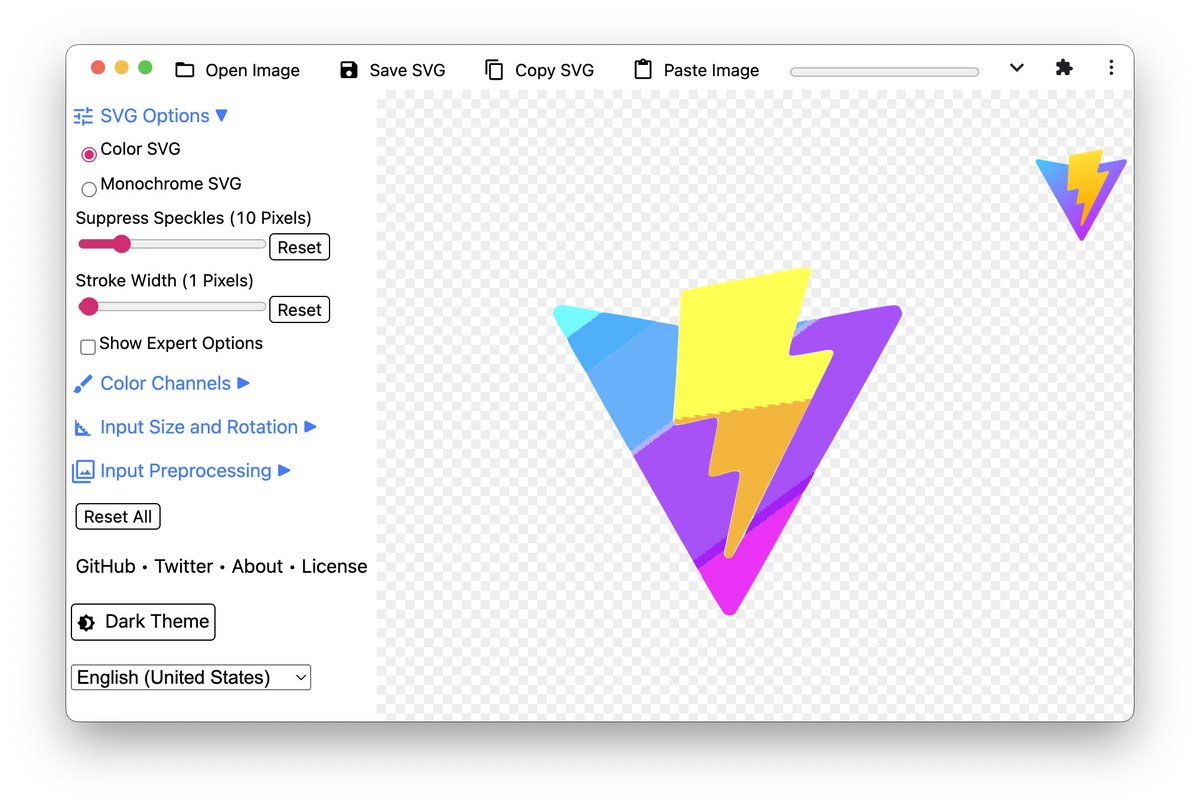 Open Image Save SVG Copy SVG Paste Image
SVG Options
Color SVG
Monochrome SVG
Suppress Speckles (10 Pixels)
Reset
Stroke Width (1 Pixels)
Reset
Show Expert Options
Color Channels
Input Size and Rotation
Input Preprocessing
Reset All
GitHub • Twitter • About • License
Dark Theme
English (United States)